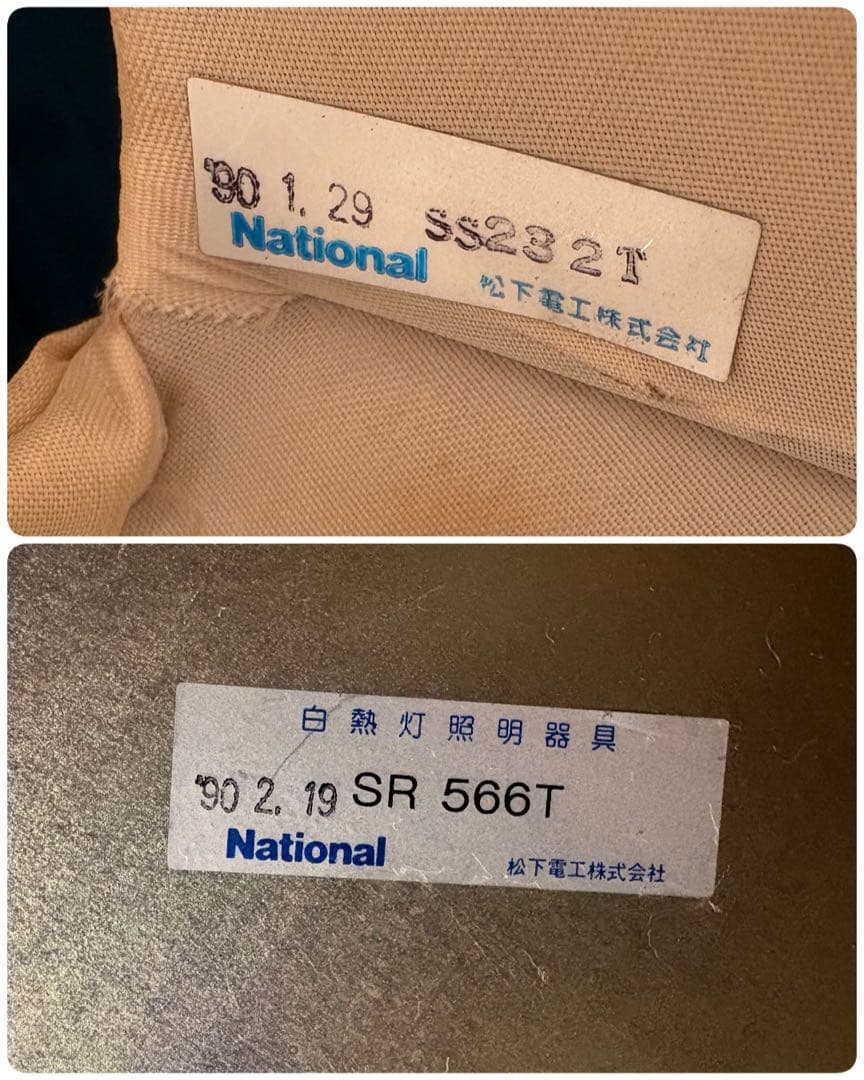 '90 1. 29 SS232T
National 松下電工株式会社
白熱灯照明器具
'90 2. 19 SR 566T
National 松下電工株式会社